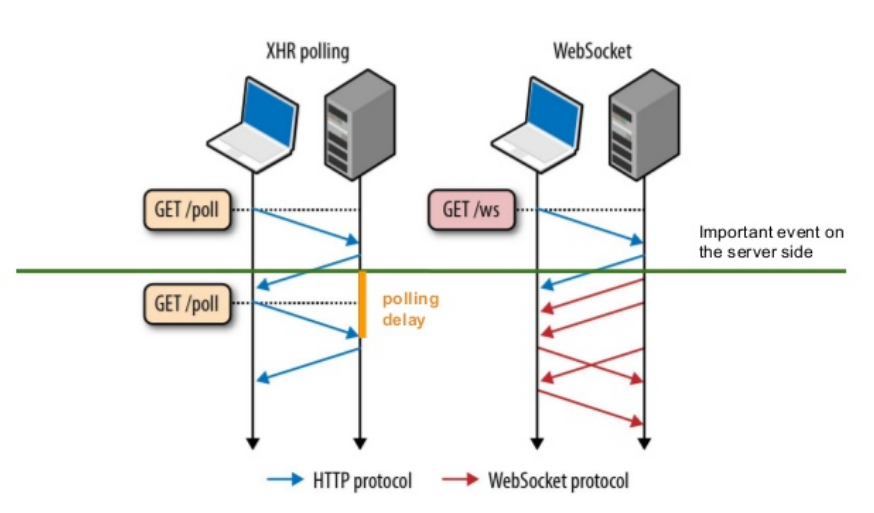 XHR polling
WebSocket
GET /poll
GET /ws
Important event on
the server side
GET /poll
polling
delay
HTTP protocol
WebSocket protocol